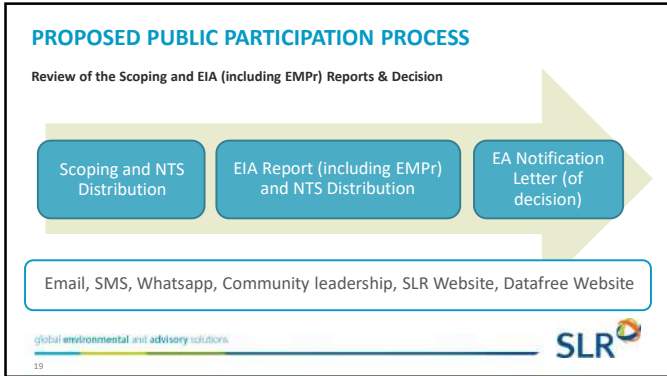 PROPOSED PUBLIC PARTICIPATION PROCESS
Review of the Scoping and EIA (including EMPr) Reports & Decision
Scoping and NTS
Distribution
EIA Report (including EMPr)
and NTS Distribution
EA Notification
Letter (of
decision)
Email, SMS, Whatsapp, Community leadership, SLR Website, Datafree Website
global environmental and advisory solutions
SLR
19